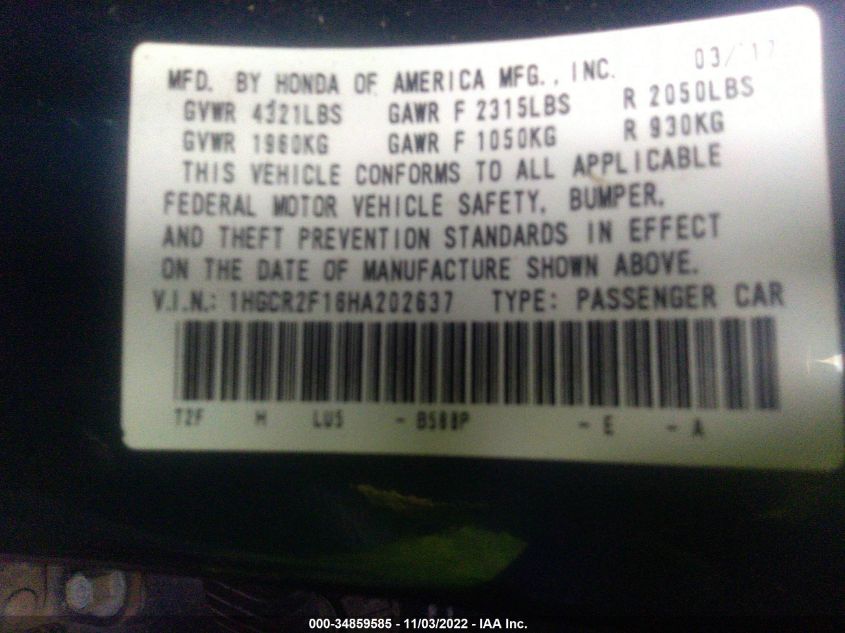 03/'17
MFD. BY HONDA OF AMERICA MFG., INC.
GVWR 4321LBS GAWR F 2315LBS R 2050LBS
GVWR 1960KG GAWR F 1050KG R 930KG
THIS VEHICLE CONFORMS TO ALL APPLICABLE
FEDERAL MOTOR VEHICLE SAFETY, BUMPER,
AND THEFT PREVENTION STANDARDS IN EFFECT
ON THE DATE OF MANUFACTURE SHOWN ABOVE.
V.I.N.: 1HGCR2F16HA202637 TYPE: PASSENGER CAR
T2F H LU5 - B588P - E - A
000-34859585 - 11/03/2022 - IAA Inc.